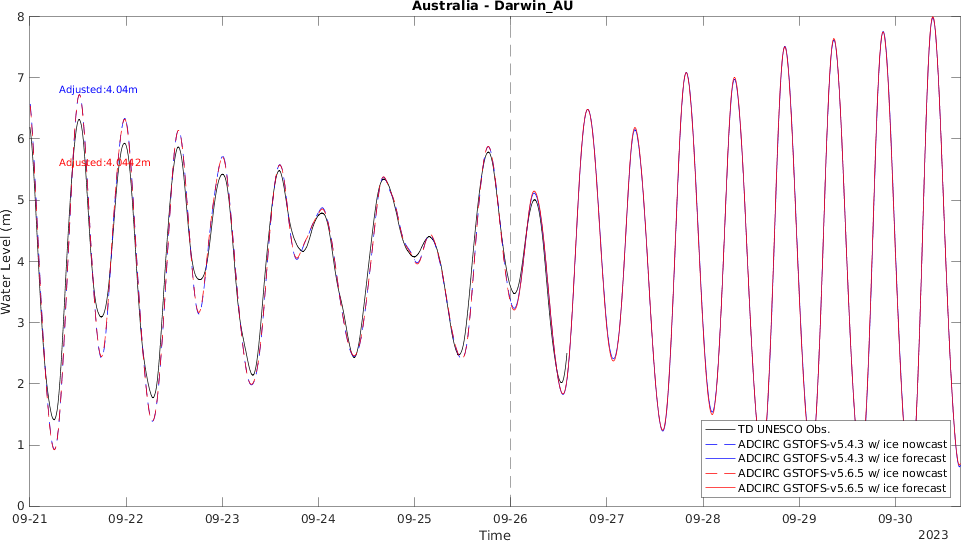 Australia - Darwin_AU
8
7
6
5
4
3
2
1
0
Water Level (m)
Adjusted:4.04m
Adjusted:4.0442m
TD UNESCO Obs.
ADCIRC GSTOFS-v5.4.3 w/ ice nowcast
ADCIRC GSTOFS-v5.4.3 w/ ice forecast
ADCIRC GSTOFS-v5.6.5 w/ ice nowcast
ADCIRC GSTOFS-v5.6.5 w/ ice forecast
09-21 09-22 09-23 09-24 09-25 09-26 09-27 09-28 09-29 09-30
Time
2023